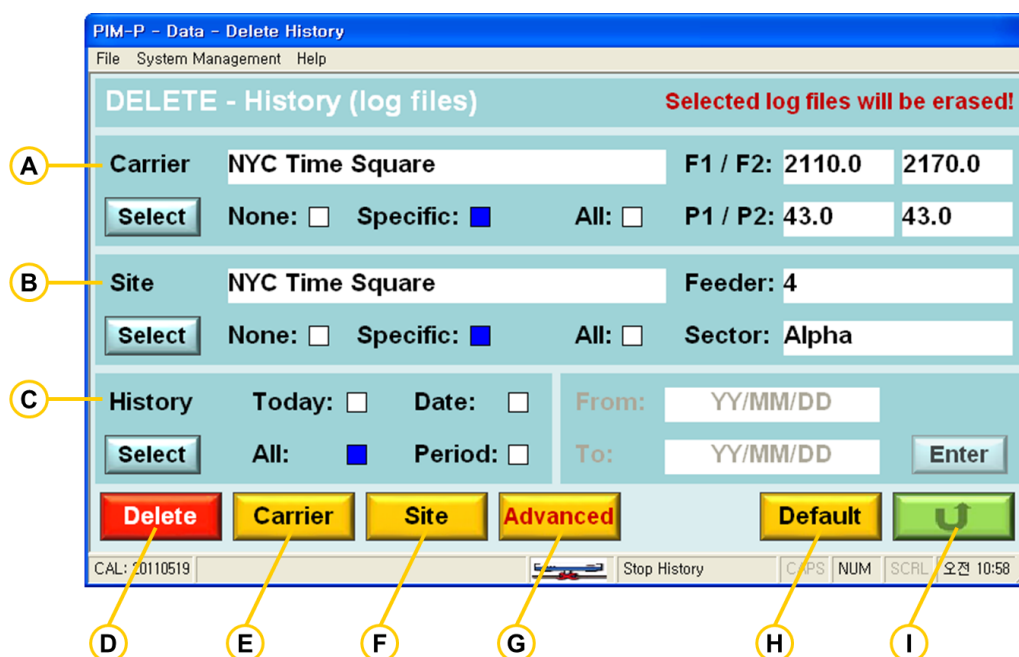 PIM-P - Data - Delete History
File System Management Help
DELETE - History (log files) Selected log files will be erased!
A Carrier NYC Time Square F1 / F2: 2110.0 2170.0
Select None: Specific: All: P1 / P2: 43.0 43.0
B Site NYC Time Square Feeder: 4
Select None: Specific: All: Sector: Alpha
C History Today: Date: From: YY/MM/DD
Select All: Period: To: YY/MM/DD Enter
Delete Carrier Site Advanced Default
CAL: 20110519 Stop History CAPS NUM SCRL 오전 10:58
D E F G H I